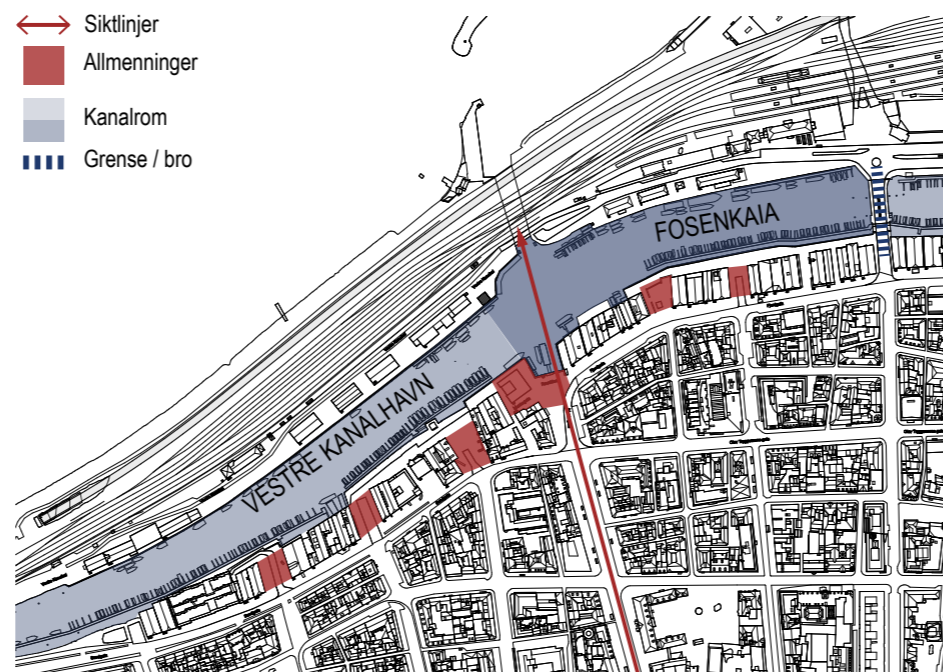 Siktlinjer
Allmenninger
Kanalrom
Grense / bro
FOSENKAIA
VESTRE KANALHAVN